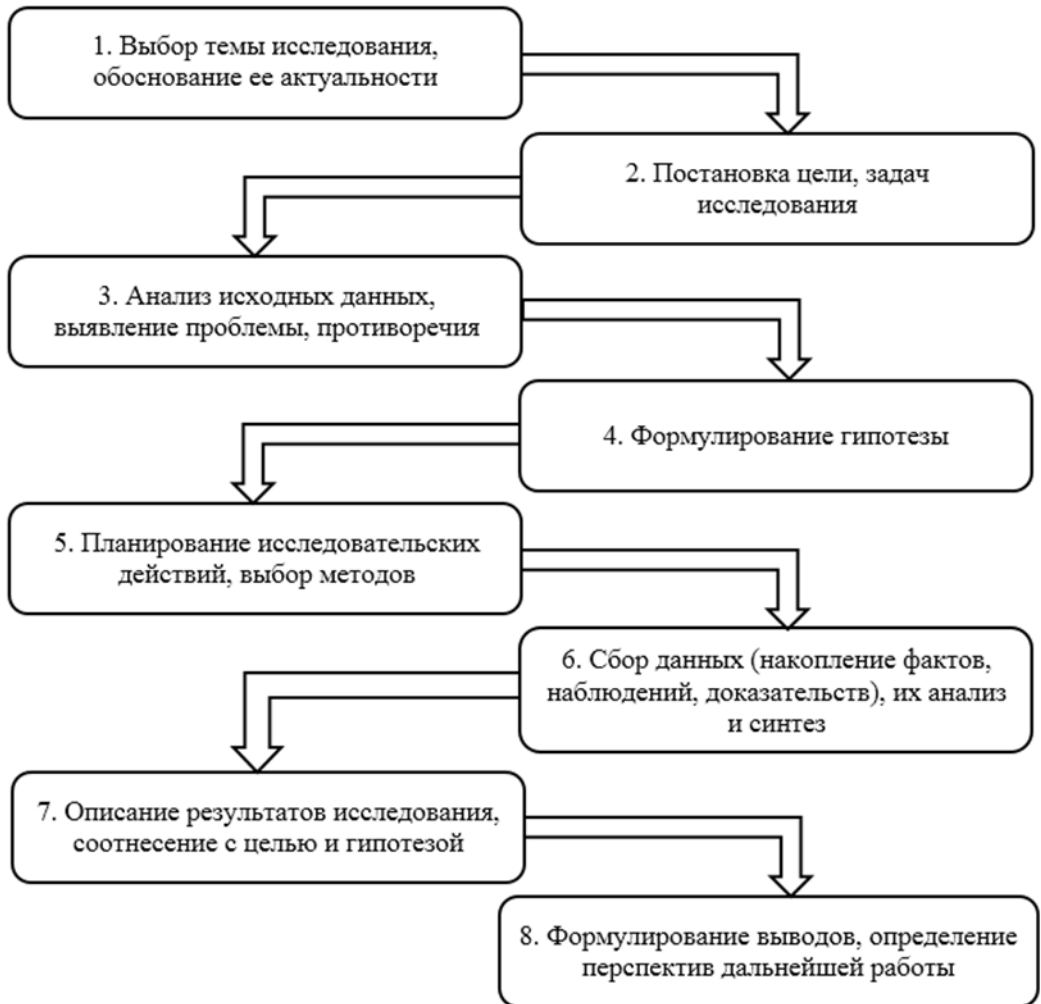 1. Выбор темы исследования,
обоснование ее актуальности
2. Постановка цели, задач
исследования
3. Анализ исходных данных,
выявление проблемы, противоречия
4. Формулирование гипотезы
5. Планирование исследовательских
действий, выбор методов
6. Сбор данных (накопление фактов,
наблюдений, доказательств), их анализ
и синтез
7. Описание результатов исследования,
соотнесение с целью и гипотезой
8. Формулирование выводов, определение
перспектив дальнейшей работы